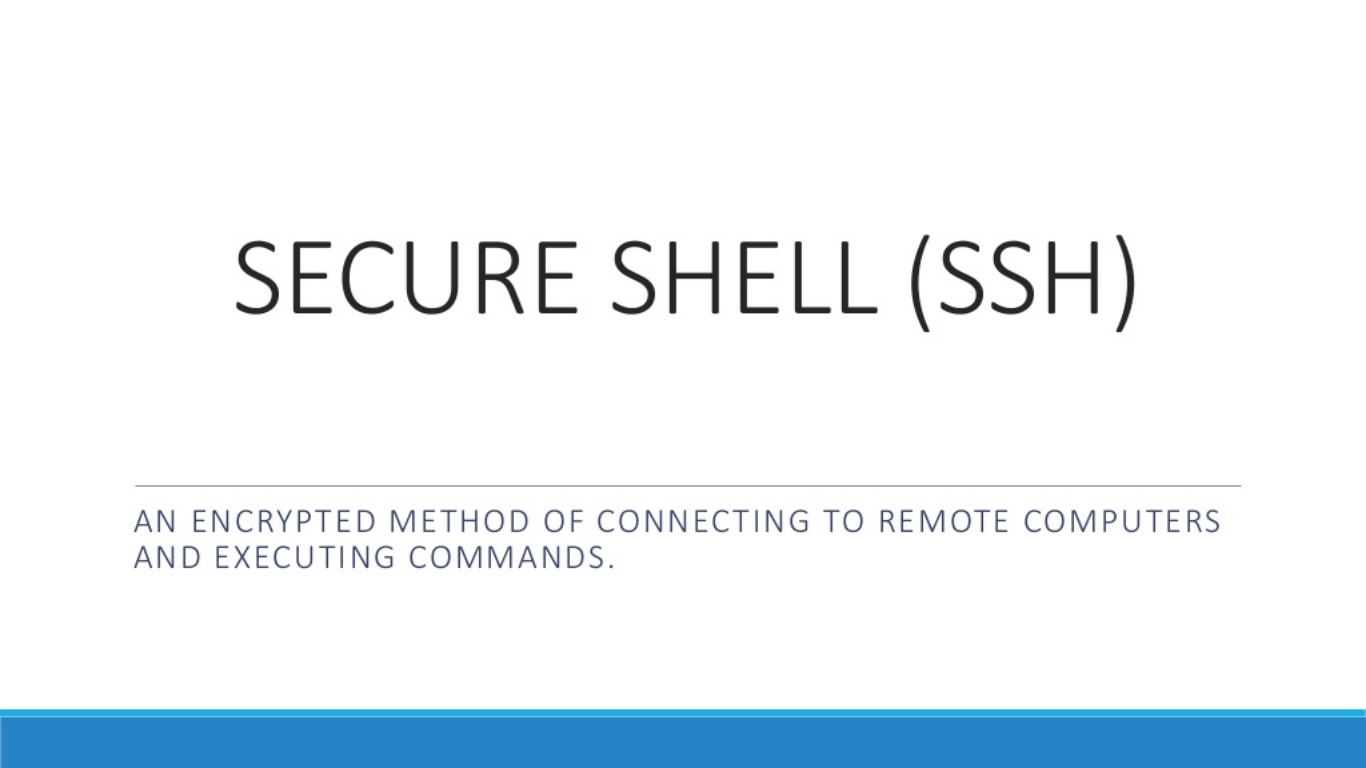 SECURE SHELL (SSH)
AN ENCRYPTED METHOD OF CONNECTING TO REMOTE COMPUTERS
AND EXECUTING COMMANDS.